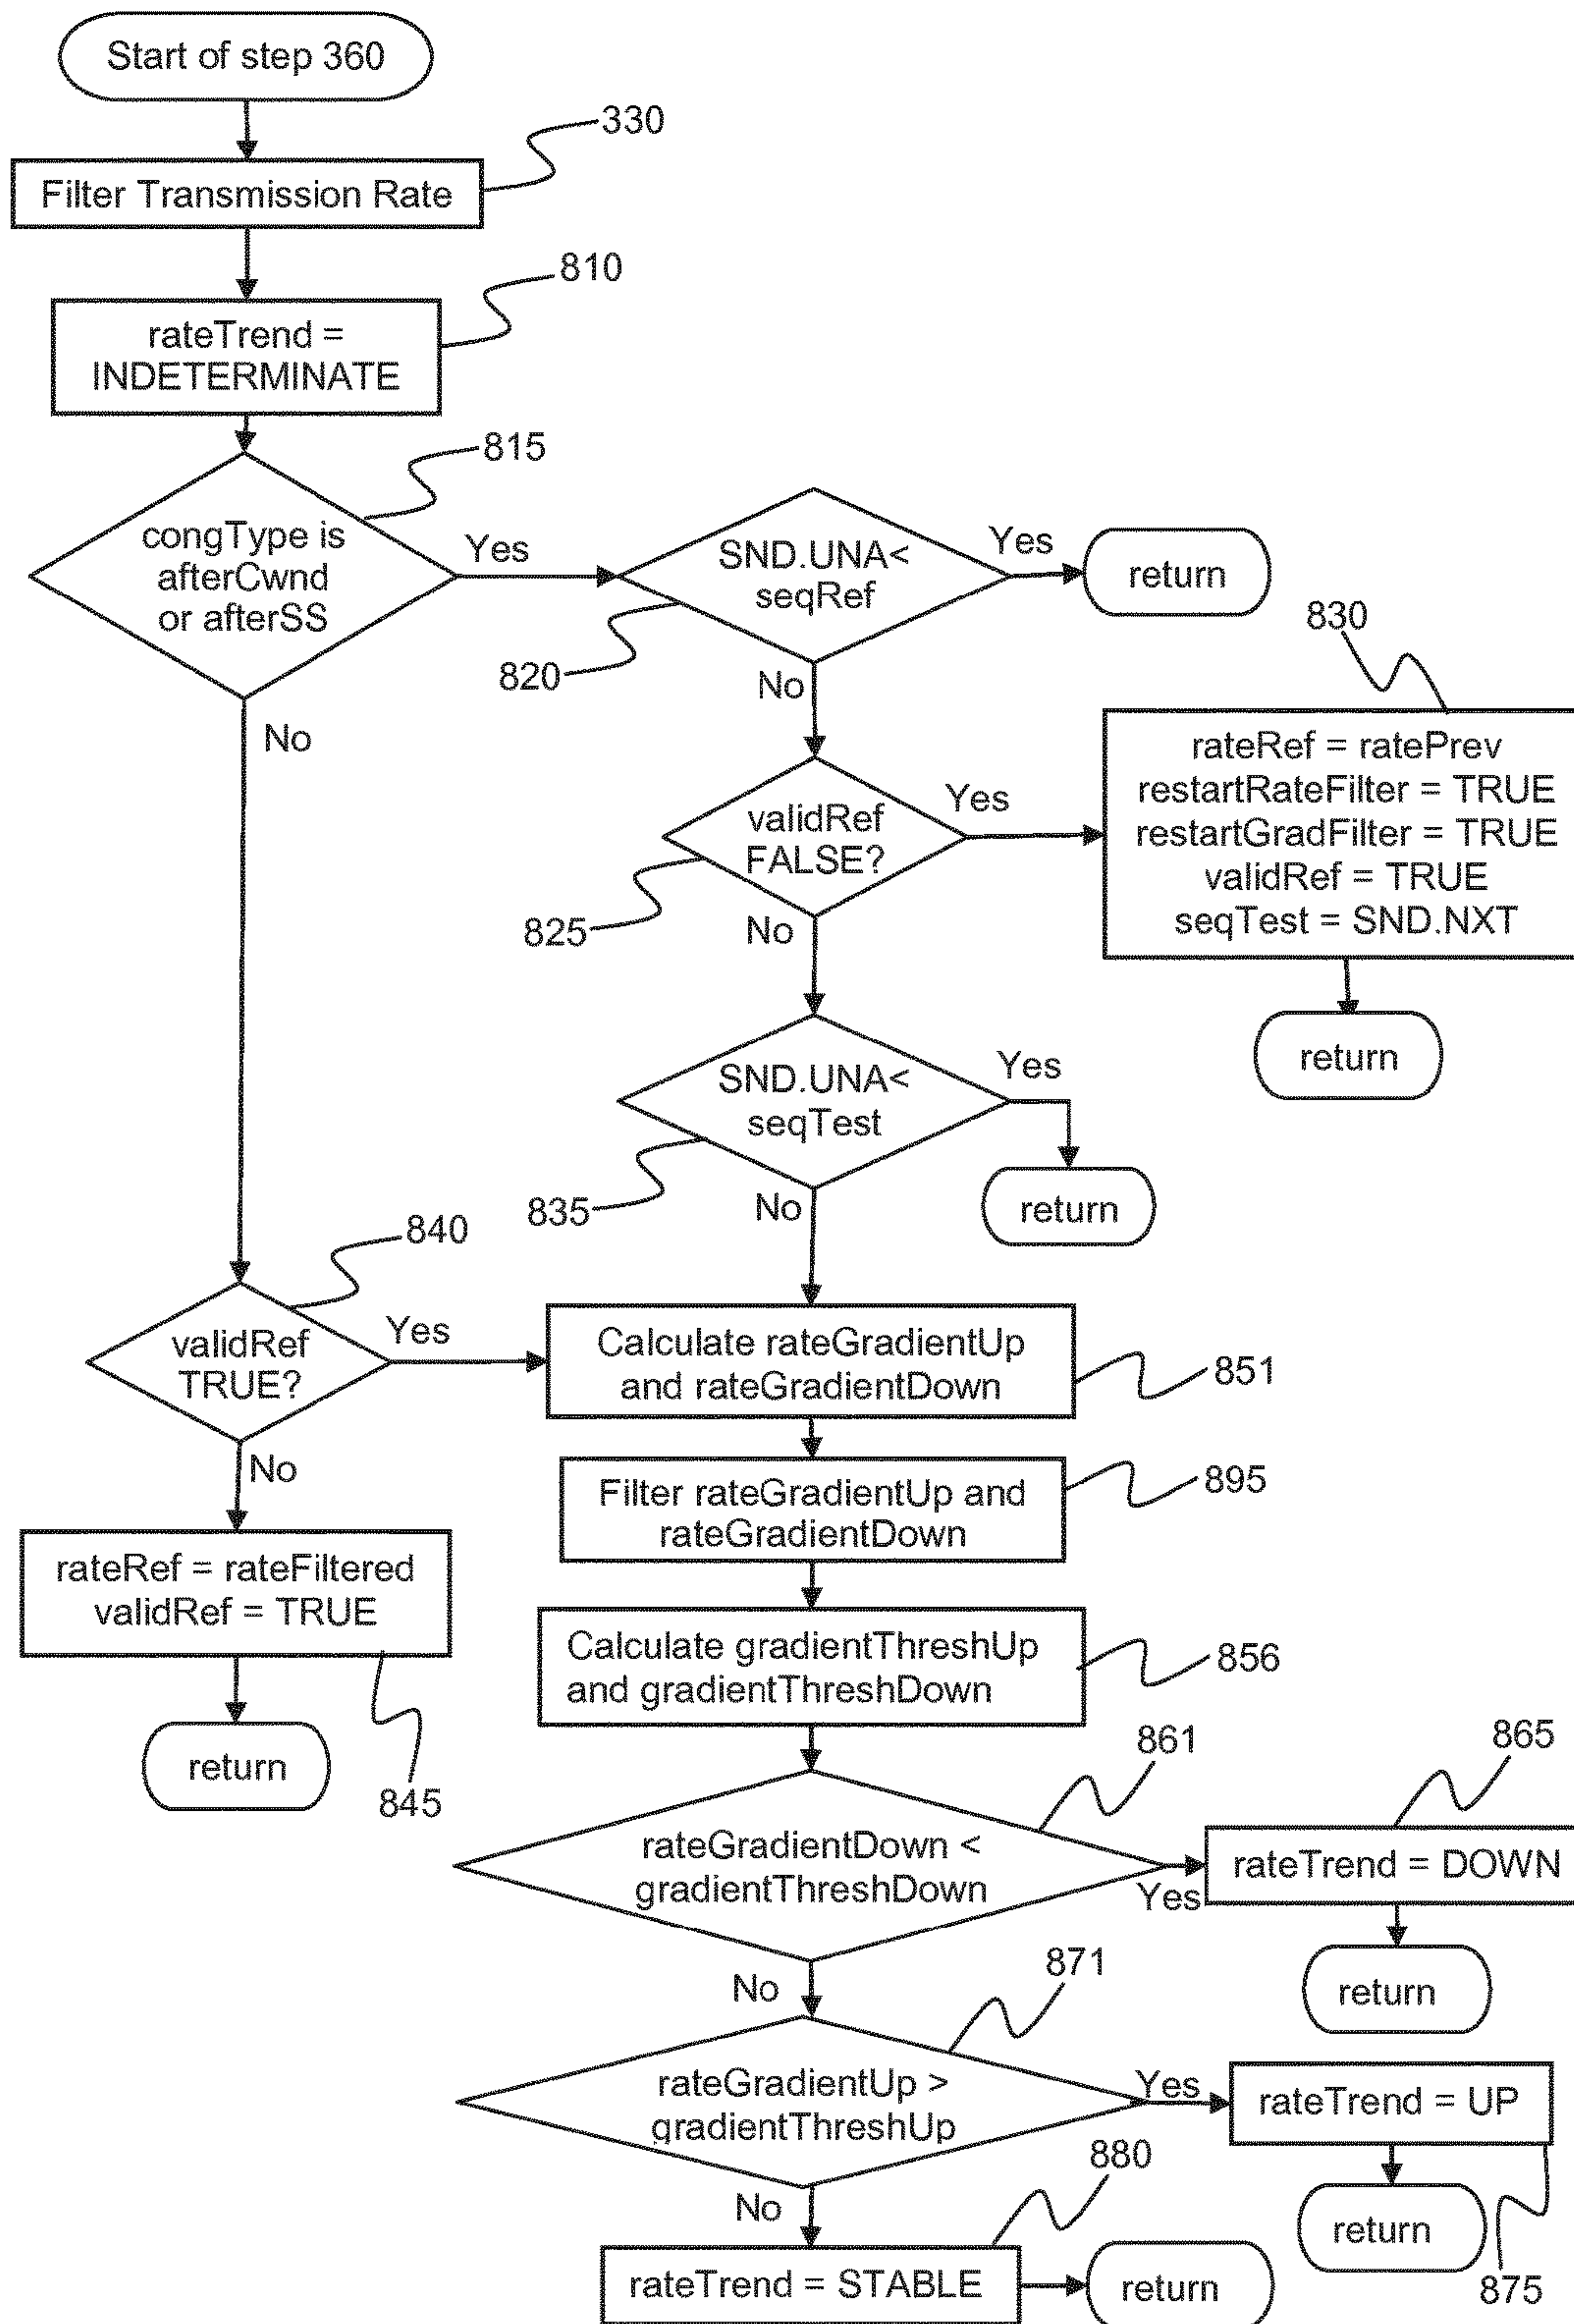 Start of step 360
330
Filter Transmission Rate
810
rateTrend =
INDETERMINATE
815
congType is
afterCwnd
or afterSS
Yes
SND.UNA<
seqRef
Yes
return
820
No
No
830
rateRef = ratePrev
restartRateFilter = TRUE
restartGradFilter = TRUE
validRef = TRUE
seqTest = SND.NXT
return
validRef
FALSE?
Yes
825
No
SND.UNA<
seqTest
Yes
return
835
No
840
validRef
TRUE?
Yes
No
Calculate rateGradientUp
and rateGradientDown
851
Filter rateGradientUp and
rateGradientDown
895
rateRef = rateFiltered
validRef = TRUE
return
845
Calculate gradientThreshUp
and gradientThreshDown
856
861
865
rateGradientDown <
gradientThreshDown
Yes
rateTrend = DOWN
return
No
871
rateGradientUp >
gradientThreshUp
Yes
rateTrend = UP
return
875
No
880
rateTrend = STABLE
return